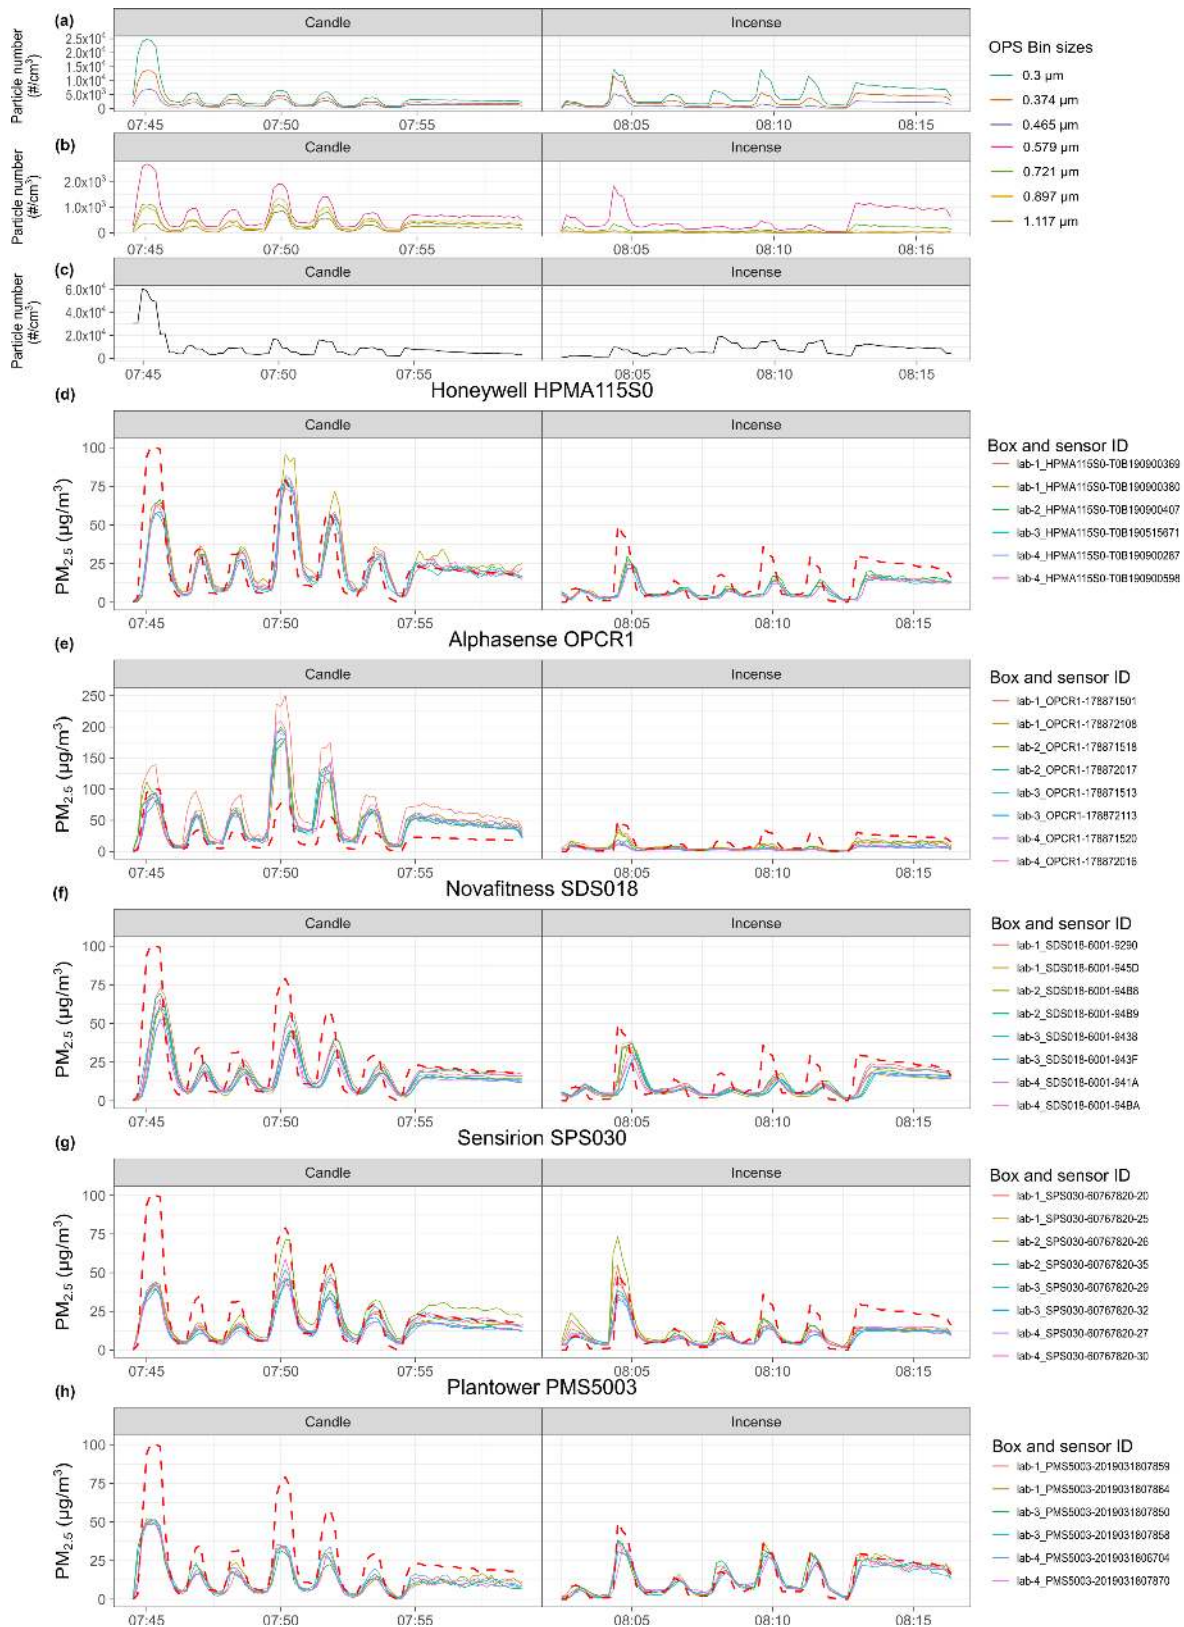 (a)
Candle
Incense
Particle number
(#/cm³)
2.5x10⁴
2.0x10⁴
1.5x10⁴
1.0x10⁴
5.0x10³
0
07:45
07:50
07:55
08:05
08:10
08:15
OPS Bin sizes
0.3 µm
0.374 µm
0.465 µm
0.579 µm
0.721 µm
0.897 µm
1.117 µm
(b)
Candle
Incense
Particle number
(#/cm³)
2.0x10³
1.0x10³
0
07:45
07:50
07:55
08:05
08:10
08:15
(c)
Candle
Incense
Particle number
(#/cm³)
6.0x10⁴
4.0x10⁴
2.0x10⁴
0
07:45
07:50
07:55
08:05
08:10
08:15
Honeywell HPMA115S0
(d)
Candle
Incense
PM2.5 (µg/m³)
100
75
50
25
0
07:45
07:50
07:55
08:05
08:10
08:15
Box and sensor ID
lab-1_HPMA115S0-T0B190900369
lab-1_HPMA115S0-T0B190900380
lab-2_HPMA115S0-T0B190900407
lab-3_HPMA115S0-T0B190515671
lab-4_HPMA115S0-T0B190900267
lab-4_HPMA115S0-T0B190900598
Alphasense OPCR1
(e)
Candle
Incense
PM2.5 (µg/m³)
250
200
150
100
50
0
07:45
07:50
07:55
08:05
08:10
08:15
Box and sensor ID
lab-1_OPCR1-178871501
lab-1_OPCR1-178872108
lab-2_OPCR1-178871518
lab-2_OPCR1-178872017
lab-3_OPCR1-178871513
lab-3_OPCR1-178872113
lab-4_OPCR1-178871520
lab-4_OPCR1-178872016
Novafitness SDS018
(f)
Candle
Incense
PM2.5 (µg/m³)
100
75
50
25
0
07:45
07:50
07:55
08:05
08:10
08:15
Box and sensor ID
lab-1_SDS018-6001-9290
lab-1_SDS018-6001-945D
lab-2_SDS018-6001-94B8
lab-2_SDS018-6001-94B9
lab-3_SDS018-6001-9438
lab-3_SDS018-6001-943F
lab-4_SDS018-6001-941A
lab-4_SDS018-6001-94BA
Sensirion SPS030
(g)
Candle
Incense
PM2.5 (µg/m³)
100
75
50
25
0
07:45
07:50
07:55
08:05
08:10
08:15
Box and sensor ID
lab-1_SPS030-60767820-20
lab-1_SPS030-60767820-25
lab-2_SPS030-60767820-26
lab-2_SPS030-60767820-35
lab-3_SPS030-60767820-29
lab-3_SPS030-60767820-32
lab-4_SPS030-60767820-27
lab-4_SPS030-60767820-30
Plantower PMS5003
(h)
Candle
Incense
PM2.5 (µg/m³)
100
75
50
25
0
07:45
07:50
07:55
08:05
08:10
08:15
Box and sensor ID
lab-1_PMS5003-2019031807859
lab-1_PMS5003-2019031807864
lab-3_PMS5003-2019031807850
lab-3_PMS5003-2019031807858
lab-4_PMS5003-2019031806704
lab-4_PMS5003-2019031807870